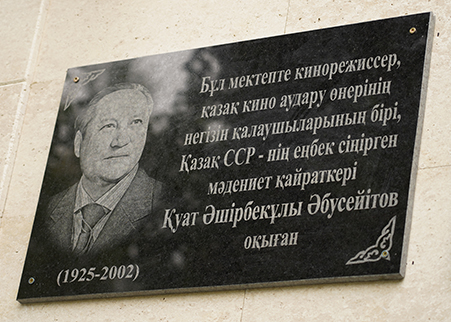 Бұл мектепте кинорежиссер,
қазақ кино аудару өнерінің
негізін қалаушыларының бірі,
Қазақ ССР - нің еңбек сіңірген
мәдениет қайраткері
Қуат Әшірбекұлы Әбусейітов
оқыған
(1925-2002)